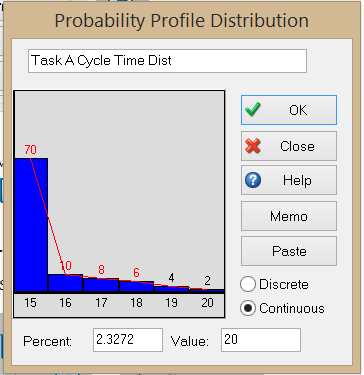 Probability Profile Distribution
Task A Cycle Time Dist
70
10
8
6
4
2
15 16 17 18 19 20
OK
Close
Help
Memo
Paste
Discrete
Continuous
Percent: 2.3272 Value: 20